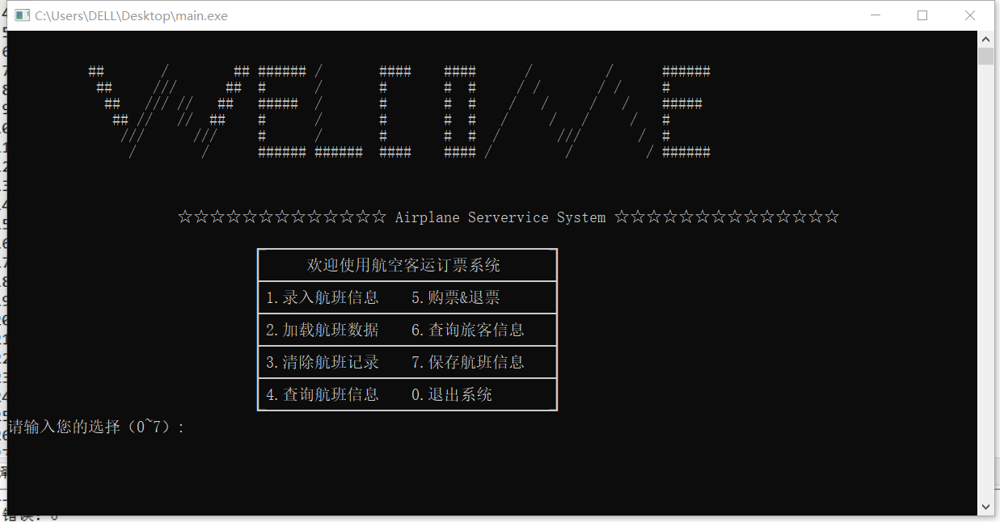 C:\Users\DELL\Desktop\main.exe
WELCOME
☆☆☆☆☆☆☆☆☆☆☆☆☆ Airplane Servervice System ☆☆☆☆☆☆☆☆☆☆☆☆☆☆
欢迎使用航空客运订票系统
1.录入航班信息 5.购票&退票
2.加载航班数据 6.查询旅客信息
3.清除航班记录 7.保存航班信息
4.查询航班信息 0.退出系统
请输入您的选择（0~7）: